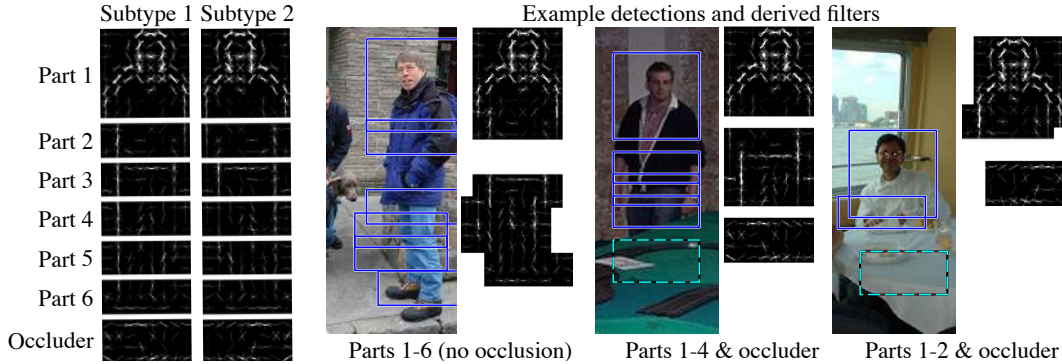 Subtype 1 Subtype 2
Example detections and derived filters
Part 1
Part 2
Part 3
Part 4
Part 5
Part 6
Occluder
Parts 1-6 (no occlusion)
Parts 1-4 & occluder
Parts 1-2 & occluder